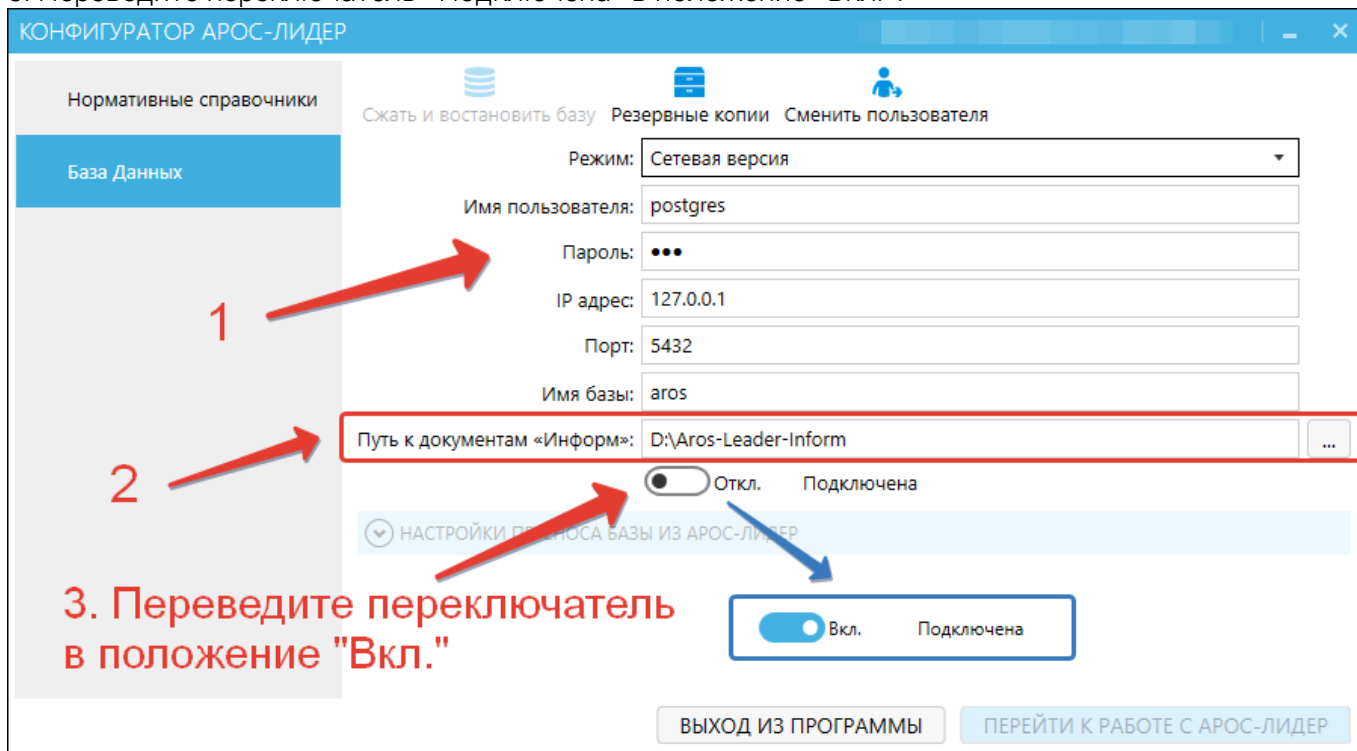 КОНФИГУРАТОР АРОС-ЛИДЕР
Нормативные справочники
База Данных
Сжать и востановить базу Резервные копии Сменить пользователя
Режим: Сетевая версия
Имя пользователя: postgres
Пароль: •••
IP адрес: 127.0.0.1
Порт: 5432
Имя базы: aros
Путь к документам «Информ»: D:\Aros-Leader-Inform ...
Откл. Подключена
НАСТРОЙКИ ПЕРЕНОСА БАЗЫ ИЗ АРОС-ЛИДЕР
1
2
3. Переведите переключатель
в положение "Вкл."
Вкл. Подключена
ВЫХОД ИЗ ПРОГРАММЫ ПЕРЕЙТИ К РАБОТЕ С АРОС-ЛИДЕР